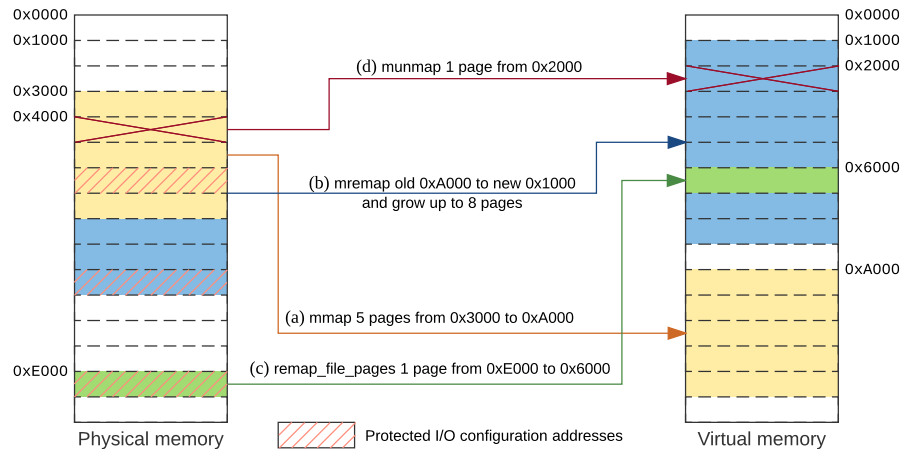 0x0000
0x1000
0x3000
0x4000
0xE000
Physical memory
(d) munmap 1 page from 0x2000
(b) mremap old 0xA000 to new 0x1000
and grow up to 8 pages
(a) mmap 5 pages from 0x3000 to 0xA000
(c) remap_file_pages 1 page from 0xE000 to 0x6000
Protected I/O configuration addresses
0x0000
0x1000
0x2000
0x6000
0xA000
Virtual memory